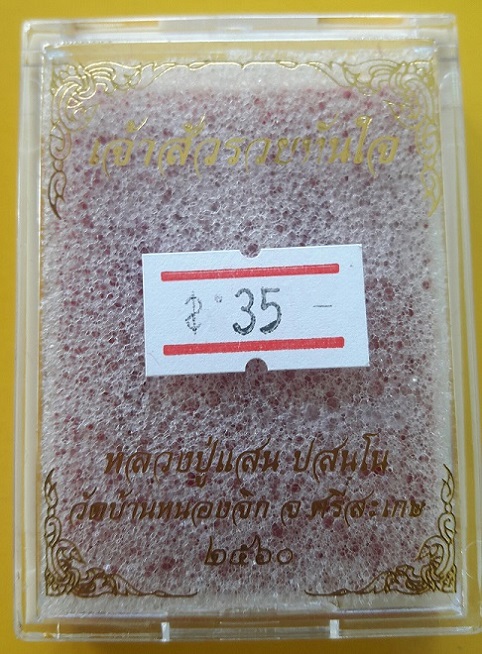 เจ้าสัวรวยทันใจ
฿.35 -
หลวงปู่แสน ปสนฺโน
วัดบ้านหนองจิก จ ศรีสะเกษ
๒๕๖๐